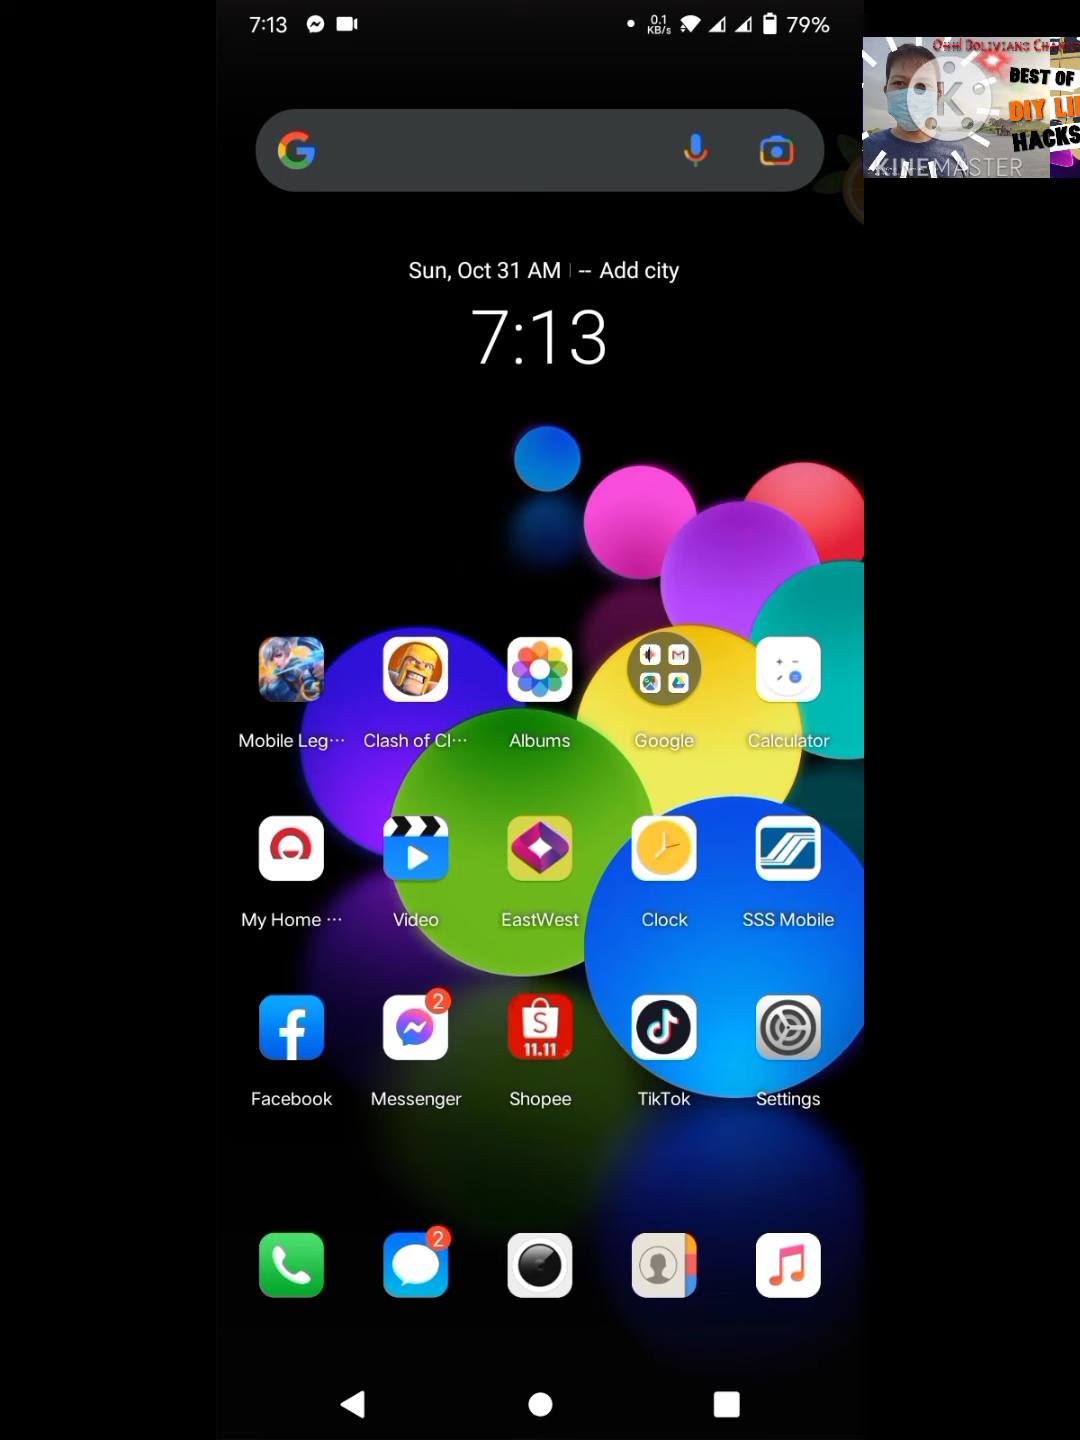 7:13
0.1
KB/s
79%
Sun, Oct 31 AM | -- Add city
7:13
Mobile Leg···
Clash of Cl···
Albums
Google
Calculator
My Home ···
Video
EastWest
Clock
SSS Mobile
2
S
11.11
Facebook
Messenger
Shopee
TikTok
Settings
2
BEST OF
DIY LI
HACKS
K
KINEMASTER